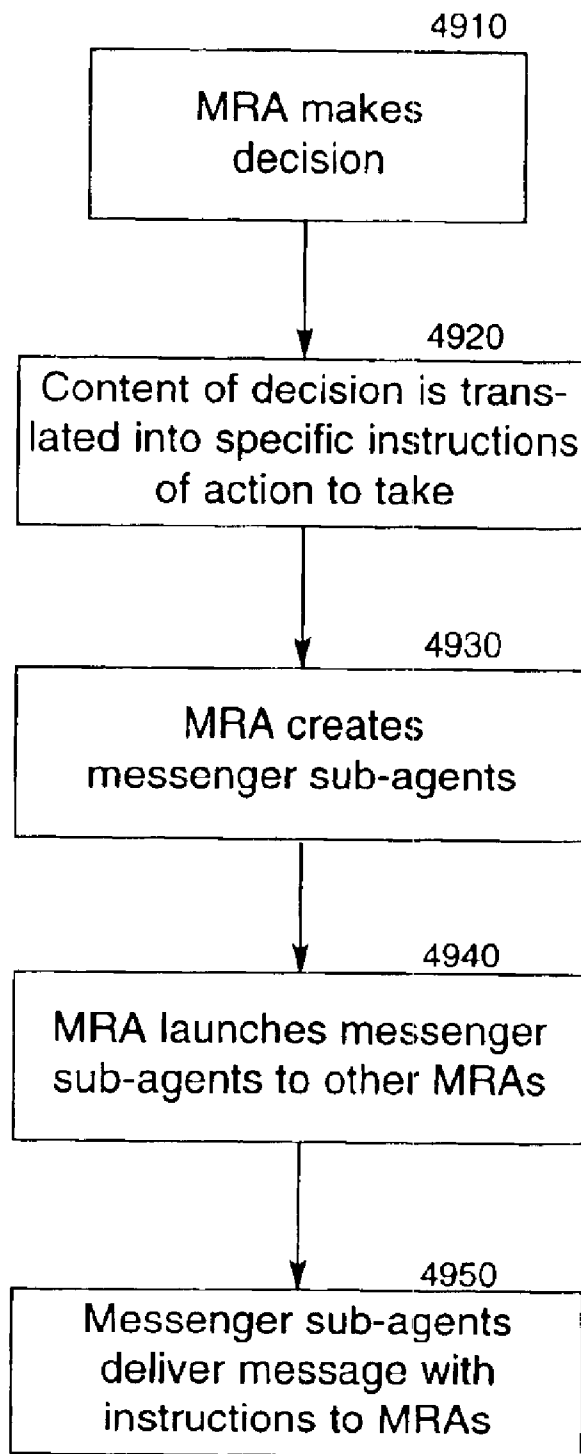 4910
MRA makes
decision
4920
Content of decision is trans-
lated into specific instructions
of action to take
4930
MRA creates
messenger sub-agents
4940
MRA launches messenger
sub-agents to other MRAs
4950
Messenger sub-agents
deliver message with
instructions to MRAs